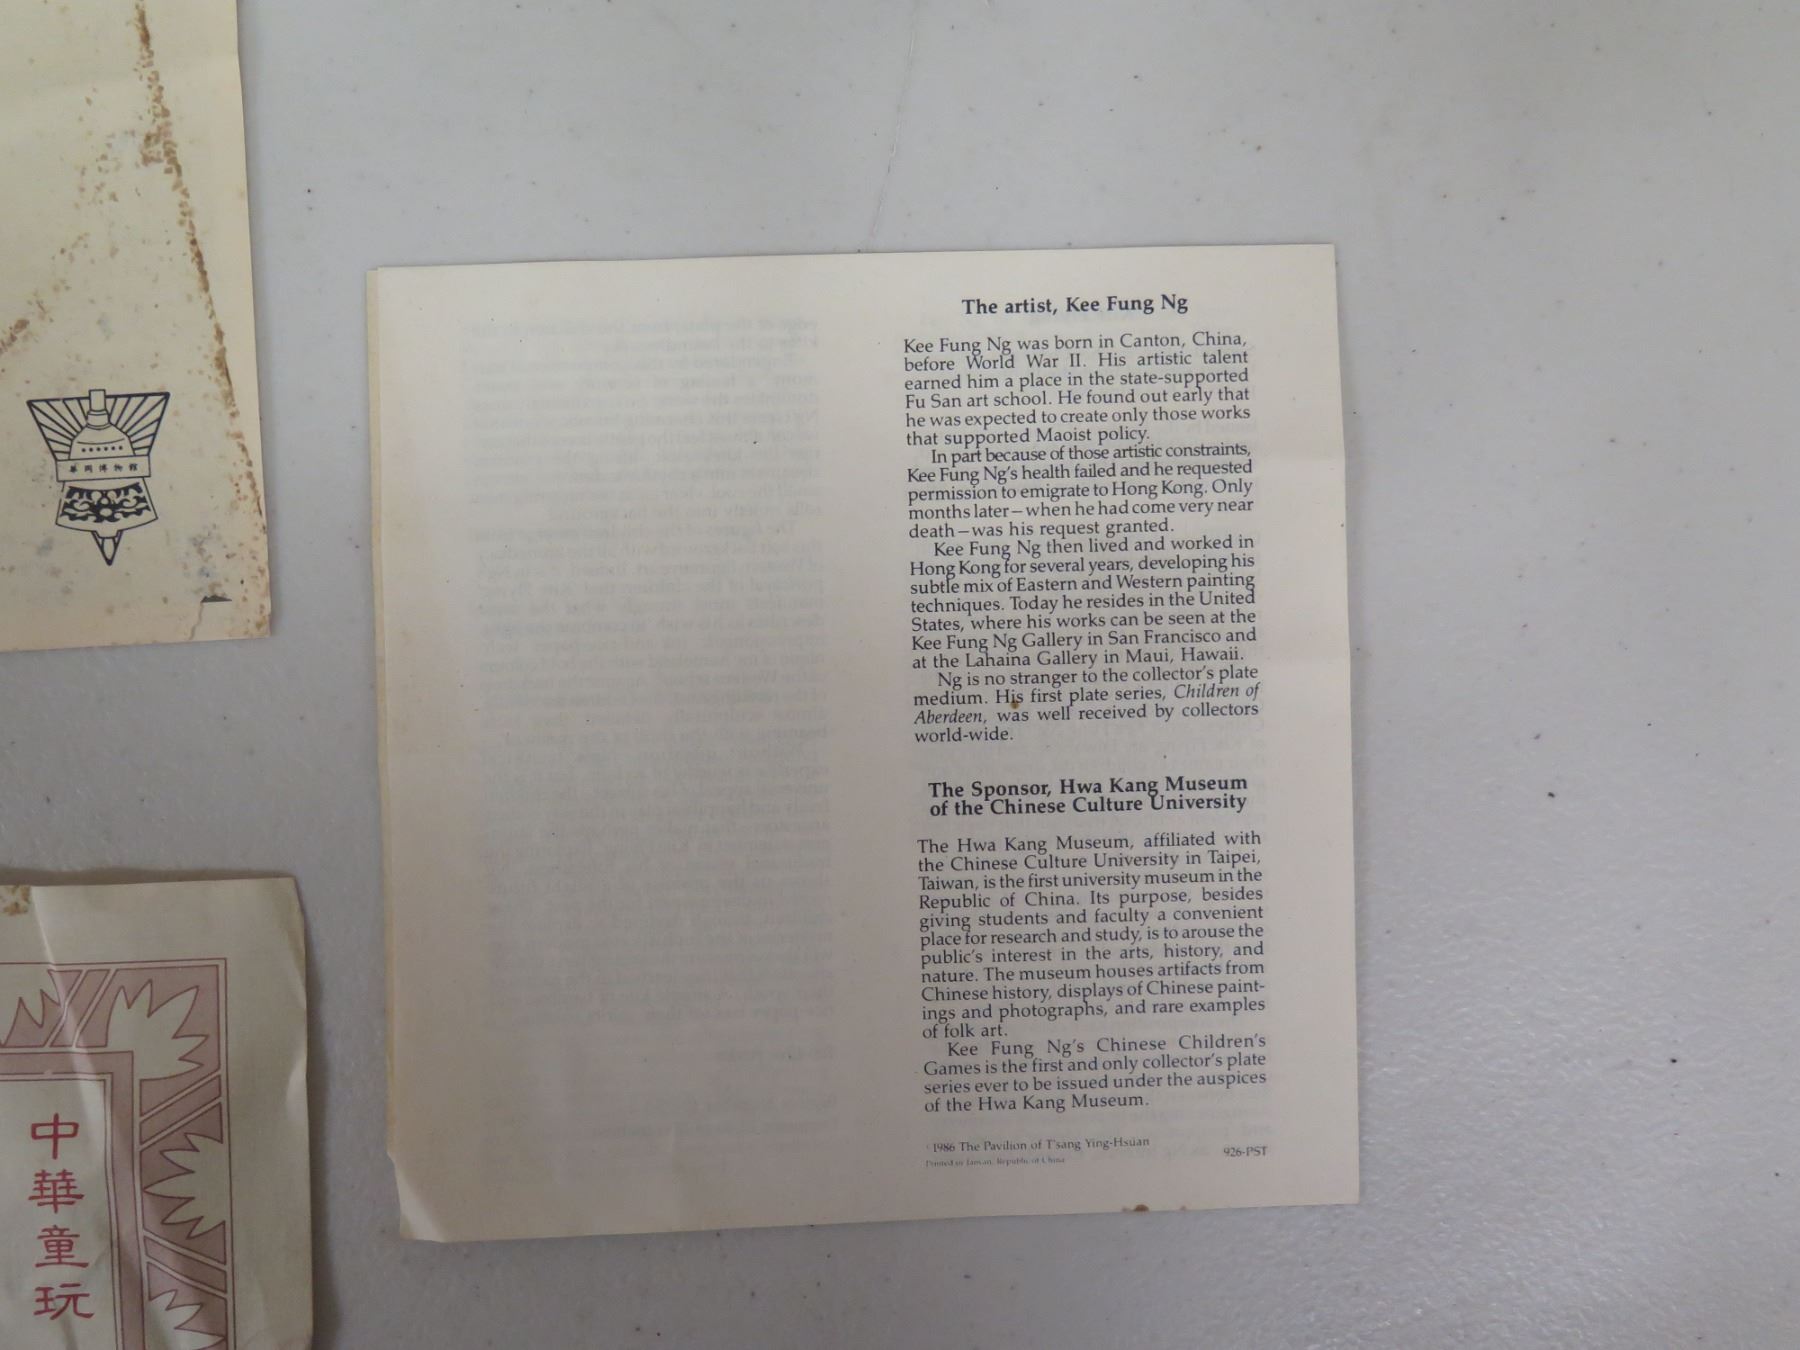 華岡博物館
中華童玩
The artist, Kee Fung Ng
Kee Fung Ng was born in Canton, China,
before World War II. His artistic talent
earned him a place in the state-supported
Fu San art school. He found out early that
he was expected to create only those works
that supported Maoist policy.
In part because of those artistic constraints,
Kee Fung Ng's health failed and he requested
permission to emigrate to Hong Kong. Only
months later—when he had come very near
death—was his request granted.
Kee Fung Ng then lived and worked in
Hong Kong for several years, developing his
subtle mix of Eastern and Western painting
techniques. Today he resides in the United
States, where his works can be seen at the
Kee Fung Ng Gallery in San Francisco and
at the Lahaina Gallery in Maui, Hawaii.
Ng is no stranger to the collector's plate
medium. His first plate series, Children of
Aberdeen, was well received by collectors
world-wide.
The Sponsor, Hwa Kang Museum
of the Chinese Culture University
The Hwa Kang Museum, affiliated with
the Chinese Culture University in Taipei,
Taiwan, is the first university museum in the
Republic of China. Its purpose, besides
giving students and faculty a convenient
place for research and study, is to arouse the
public's interest in the arts, history, and
nature. The museum houses artifacts from
Chinese history, displays of Chinese paint-
ings and photographs, and rare examples
of folk art.
Kee Fung Ng's Chinese Children's
Games is the first and only collector's plate
series ever to be issued under the auspices
of the Hwa Kang Museum.
1986 The Pavilion of T'sang Ying-Hsüan
Printed in Taiwan, Republic of China
926-PST